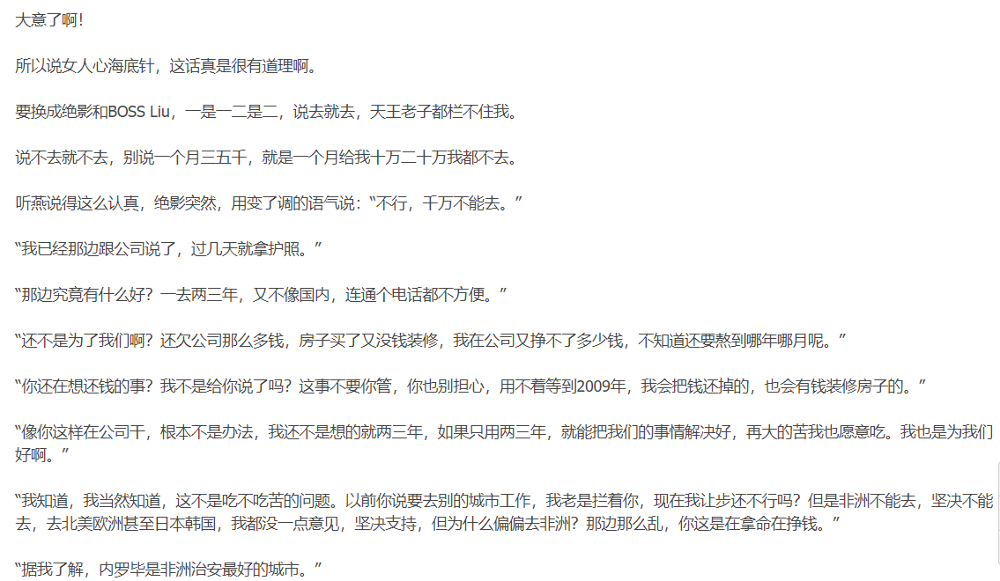 大意了啊！
所以说女人心海底针，这话真是很有道理啊。
要换成绝影和BOSS Liu，一是一二是二，说去就去，天王老子都栏不住我。
说不去就不去，别说一个月三五千，就是一个月给我十万二十万我都不去。
听燕说得这么认真，绝影突然，用变了调的语气说：“不行，千万不能去。”
“我已经那边跟公司说了，过几天就拿护照。”
“那边究竟有什么好？一去两三年，又不像国内，连通个电话都不方便。”
“还不是为了我们啊？还欠公司那么多钱，房子买了又没钱装修，我在公司又挣不了多少钱，不知道还要熬到哪年哪月呢。”
“你还在想还钱的事？我不是给你说了吗？这事不要你管，你也别担心，用不着等到2009年，我会把钱还掉的，也会有钱装修房子的。”
“像你这样在公司干，根本不是办法，我还不是想的就两三年，如果只用两三年，就能把我们的事情解决好，再大的苦我也愿意吃。我也是为我们
好啊。”
“我知道，我当然知道，这不是吃不吃苦的问题。以前你说要去别的城市工作，我老是拦着你，现在我让步还不行吗？但是非洲不能去，坚决不能
去，去北美欧洲甚至日本韩国，我都没一点意见，坚决支持，但为什么偏偏去非洲？那边那么乱，你这是在拿命在挣钱。”
“据我了解，内罗毕是非洲治安最好的城市。”